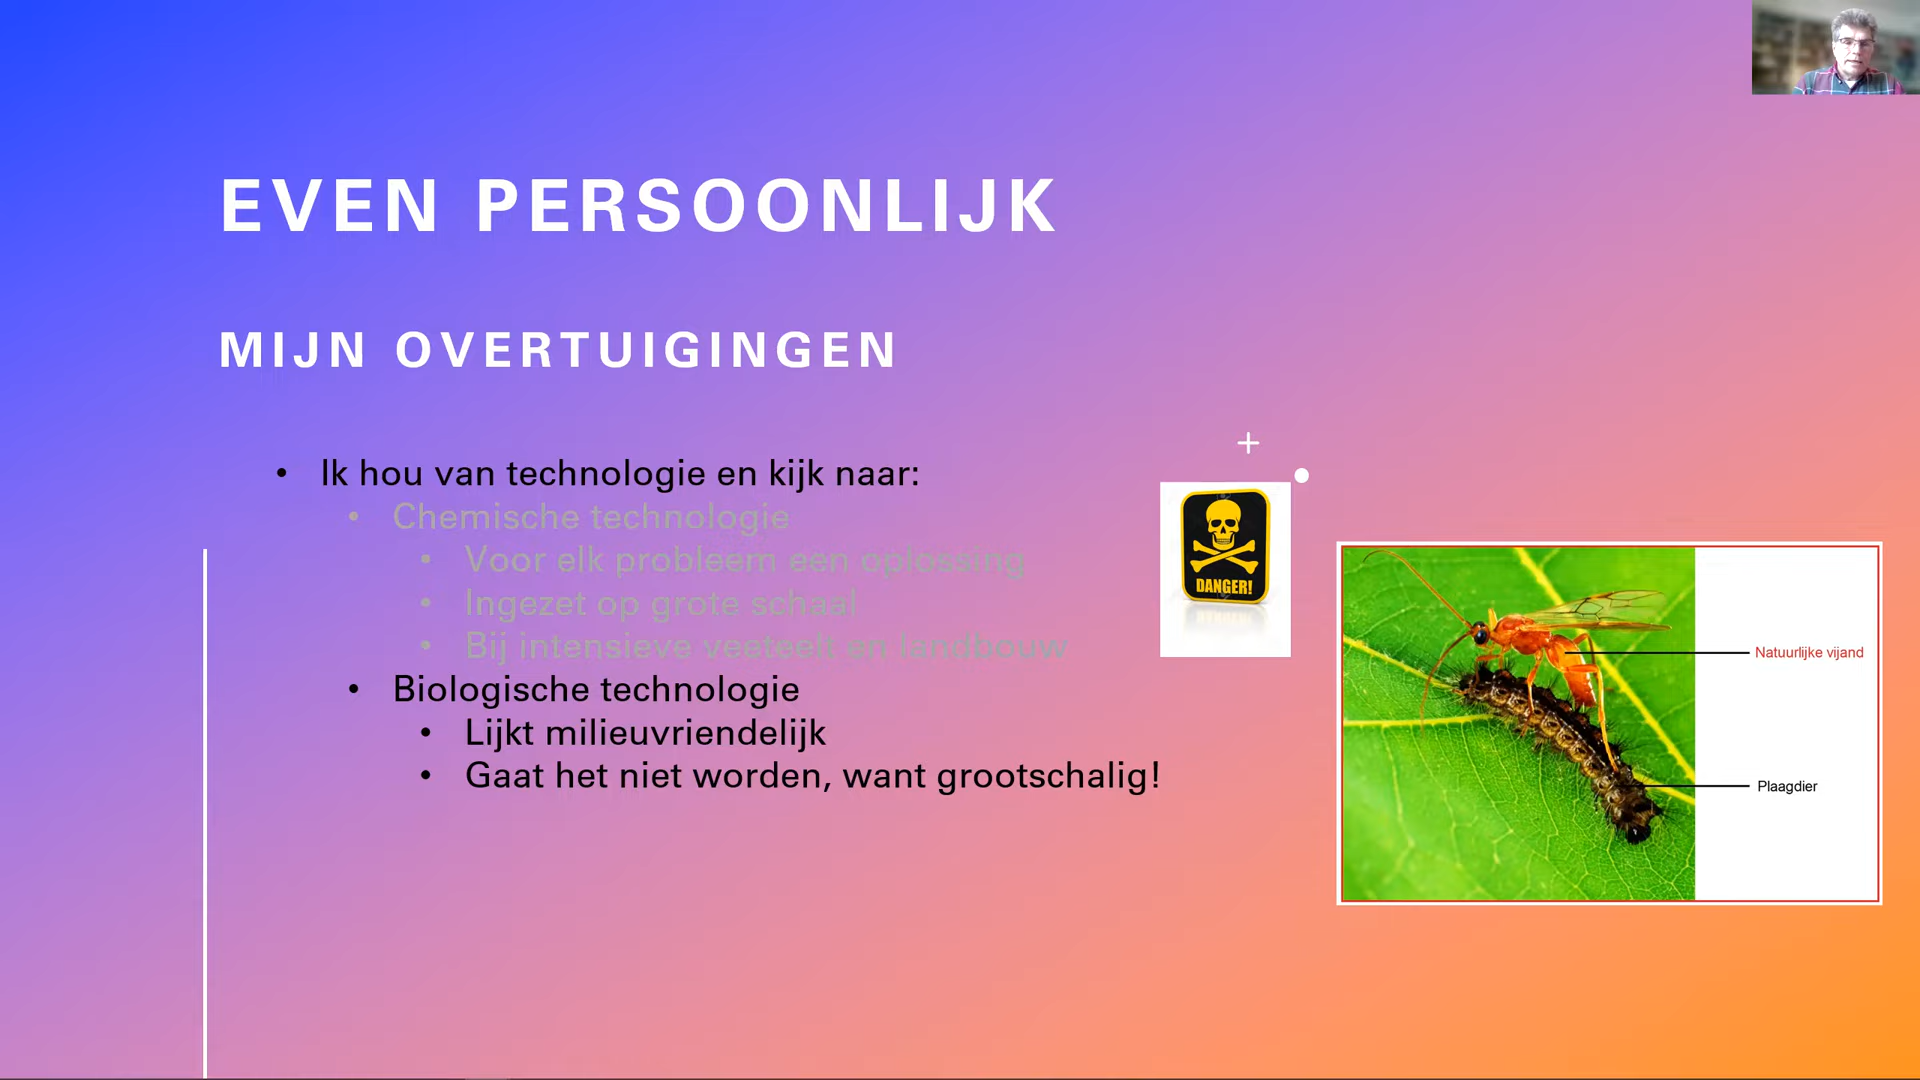 EVEN PERSOONLIJK
MIJN OVERTUIGINGEN
• Ik hou van technologie en kijk naar:
• Chemische technologie
• Voor elk probleem een oplossing
• Ingezet op grote schaal
• Bij intensieve veeteelt en landbouw
• Biologische technologie
• Lijkt milieuvriendelijk
• Gaat het niet worden, want grootschalig!
DANGER!
Natuurlijke vijand
Plaagdier